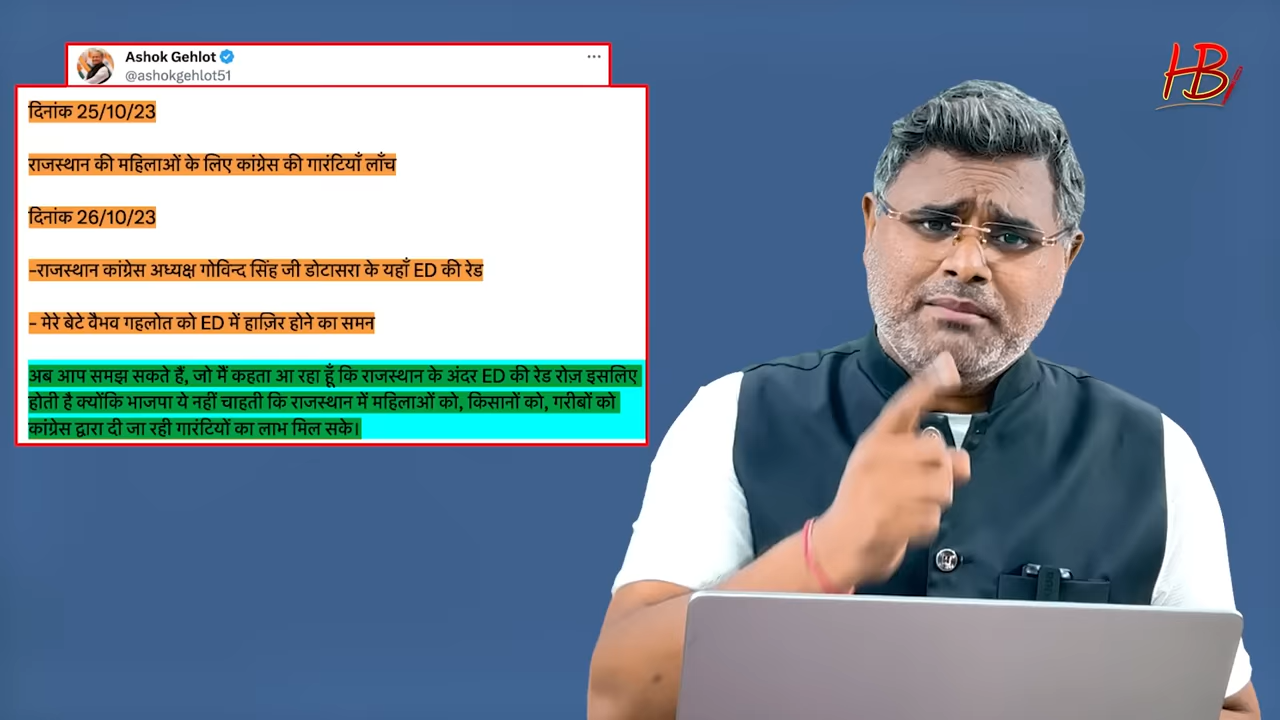 Ashok Gehlot
@ashokgehlot51
दिनांक 25/10/23
राजस्थान की महिलाओं के लिए कांग्रेस की गारंटियाँ लाँच
दिनांक 26/10/23
-राजस्थान कांग्रेस अध्यक्ष गोविन्द सिंह जी डोटासरा के यहाँ ED की रेड
- मेरे बेटे वैभव गहलोत को ED में हाज़िर होने का समन
अब आप समझ सकते हैं, जो मैं कहता आ रहा हूँ कि राजस्थान के अंदर ED की रेड रोज़ इसलिए
होती है क्योंकि भाजपा ये नहीं चाहती कि राजस्थान में महिलाओं को, किसानों को, गरीबों को
कांग्रेस द्वारा दी जा रही गारंटियों का लाभ मिल सके।
HB